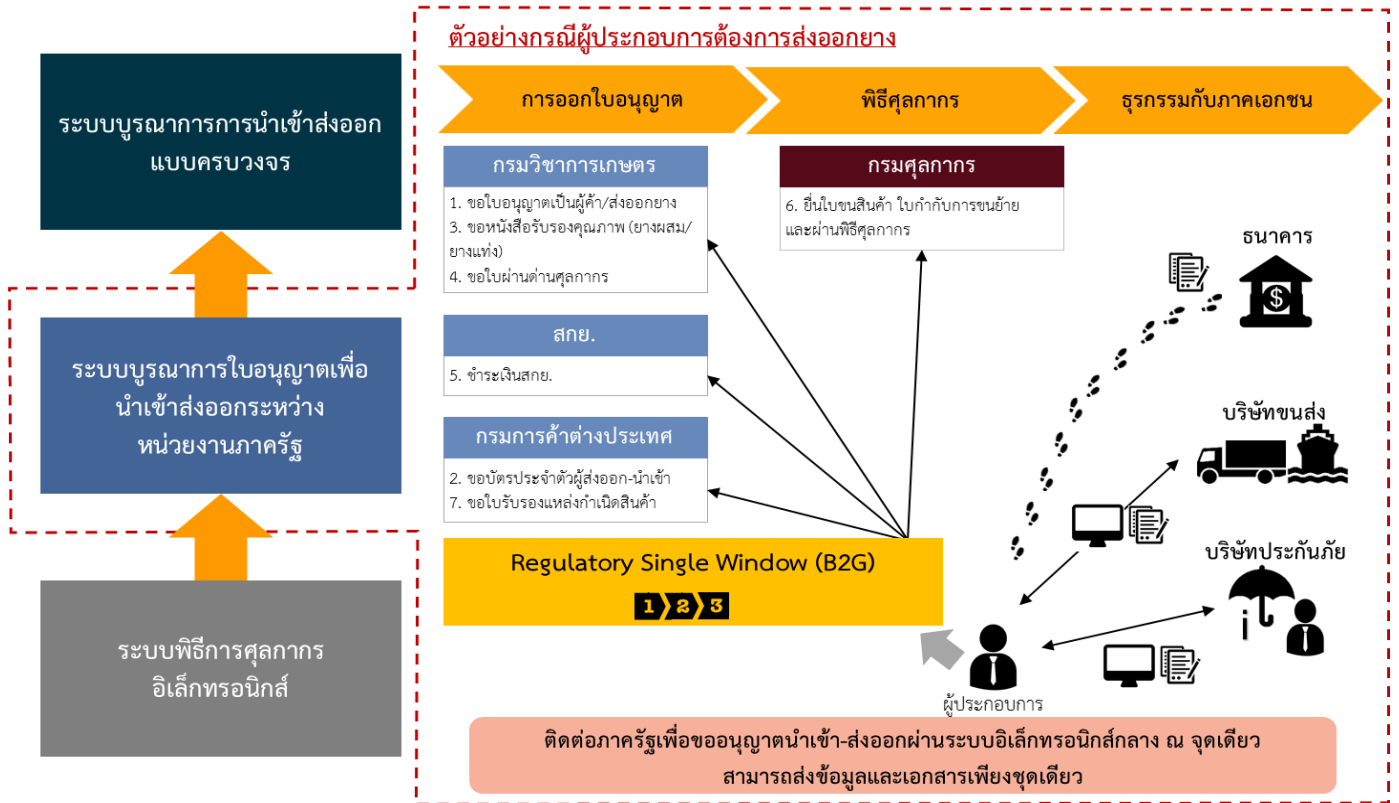 ตัวอย่างกรณีผู้ประกอบการต้องการส่งออกยาง
การออกใบอนุญาต
พิธีศุลกากร
ธุรกรรมกับภาคเอกชน
ระบบบูรณาการการนำเข้าส่งออก
แบบครบวงจร
ระบบบูรณาการใบอนุญาตเพื่อ
นำเข้าส่งออกระหว่าง
หน่วยงานภาครัฐ
ระบบพิธีการศุลกากร
อิเล็กทรอนิกส์
กรมวิชาการเกษตร
1. ขอใบอนุญาตเป็นผู้ค้า/ส่งออกยาง
3. ขอหนังสือรับรองคุณภาพ (ยางผสม/
ยางแท่ง)
4. ขอใบผ่านด่านศุลกากร
สกย.
5. ชำระเงินสกย.
กรมการค้าต่างประเทศ
2. ขอบัตรประจำตัวผู้ส่งออก-นำเข้า
7. ขอใบรับรองแหล่งกำเนิดสินค้า
กรมศุลกากร
6. ยื่นใบขนสินค้า ใบกำกับการขนย้าย
และผ่านพิธีศุลกากร
ธนาคาร
$
บริษัทขนส่ง
บริษัทประกันภัย
i
Regulatory Single Window (B2G)
1 2 3
ผู้ประกอบการ
ติดต่อภาครัฐเพื่อขออนุญาตนำเข้า-ส่งออกผ่านระบบอิเล็กทรอนิกส์กลาง ณ จุดเดียว
สามารถส่งข้อมูลและเอกสารเพียงชุดเดียว